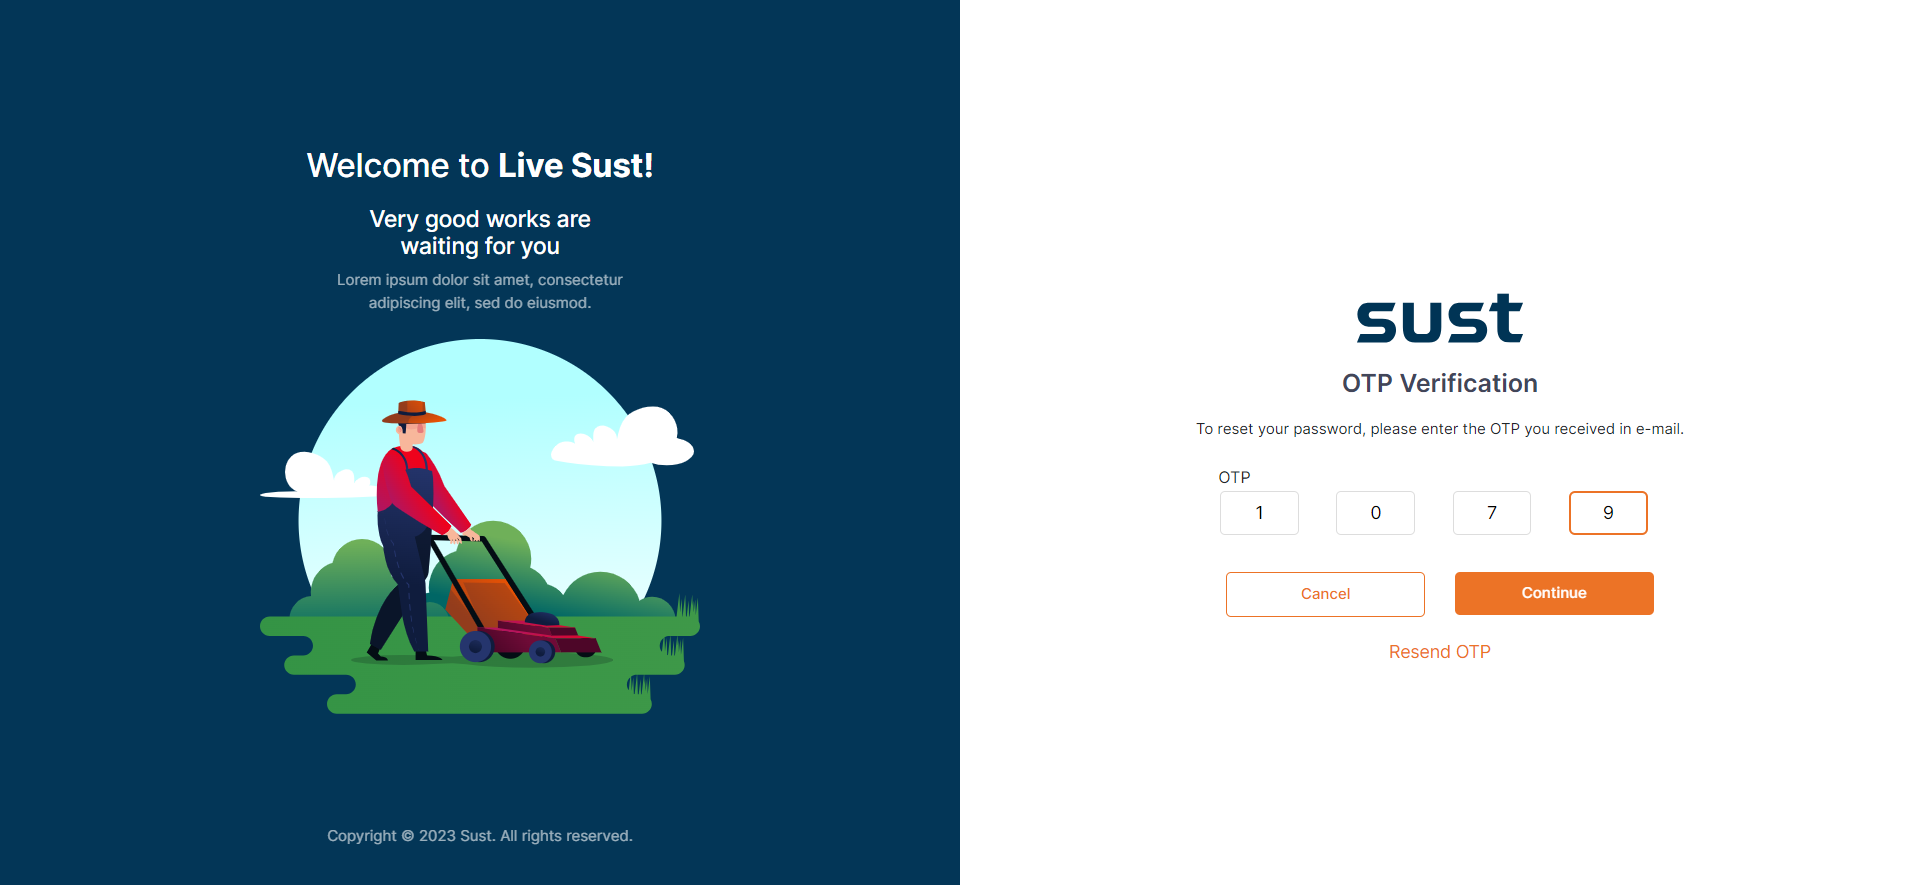 Welcome to Live Sust!
Very good works are
waiting for you
Lorem ipsum dolor sit amet, consectetur
adipiscing elit, sed do eiusmod.
Copyright © 2023 Sust. All rights reserved.
sust
OTP Verification
To reset your password, please enter the OTP you received in e-mail.
OTP
1 0 7 9
Cancel Continue
Resend OTP